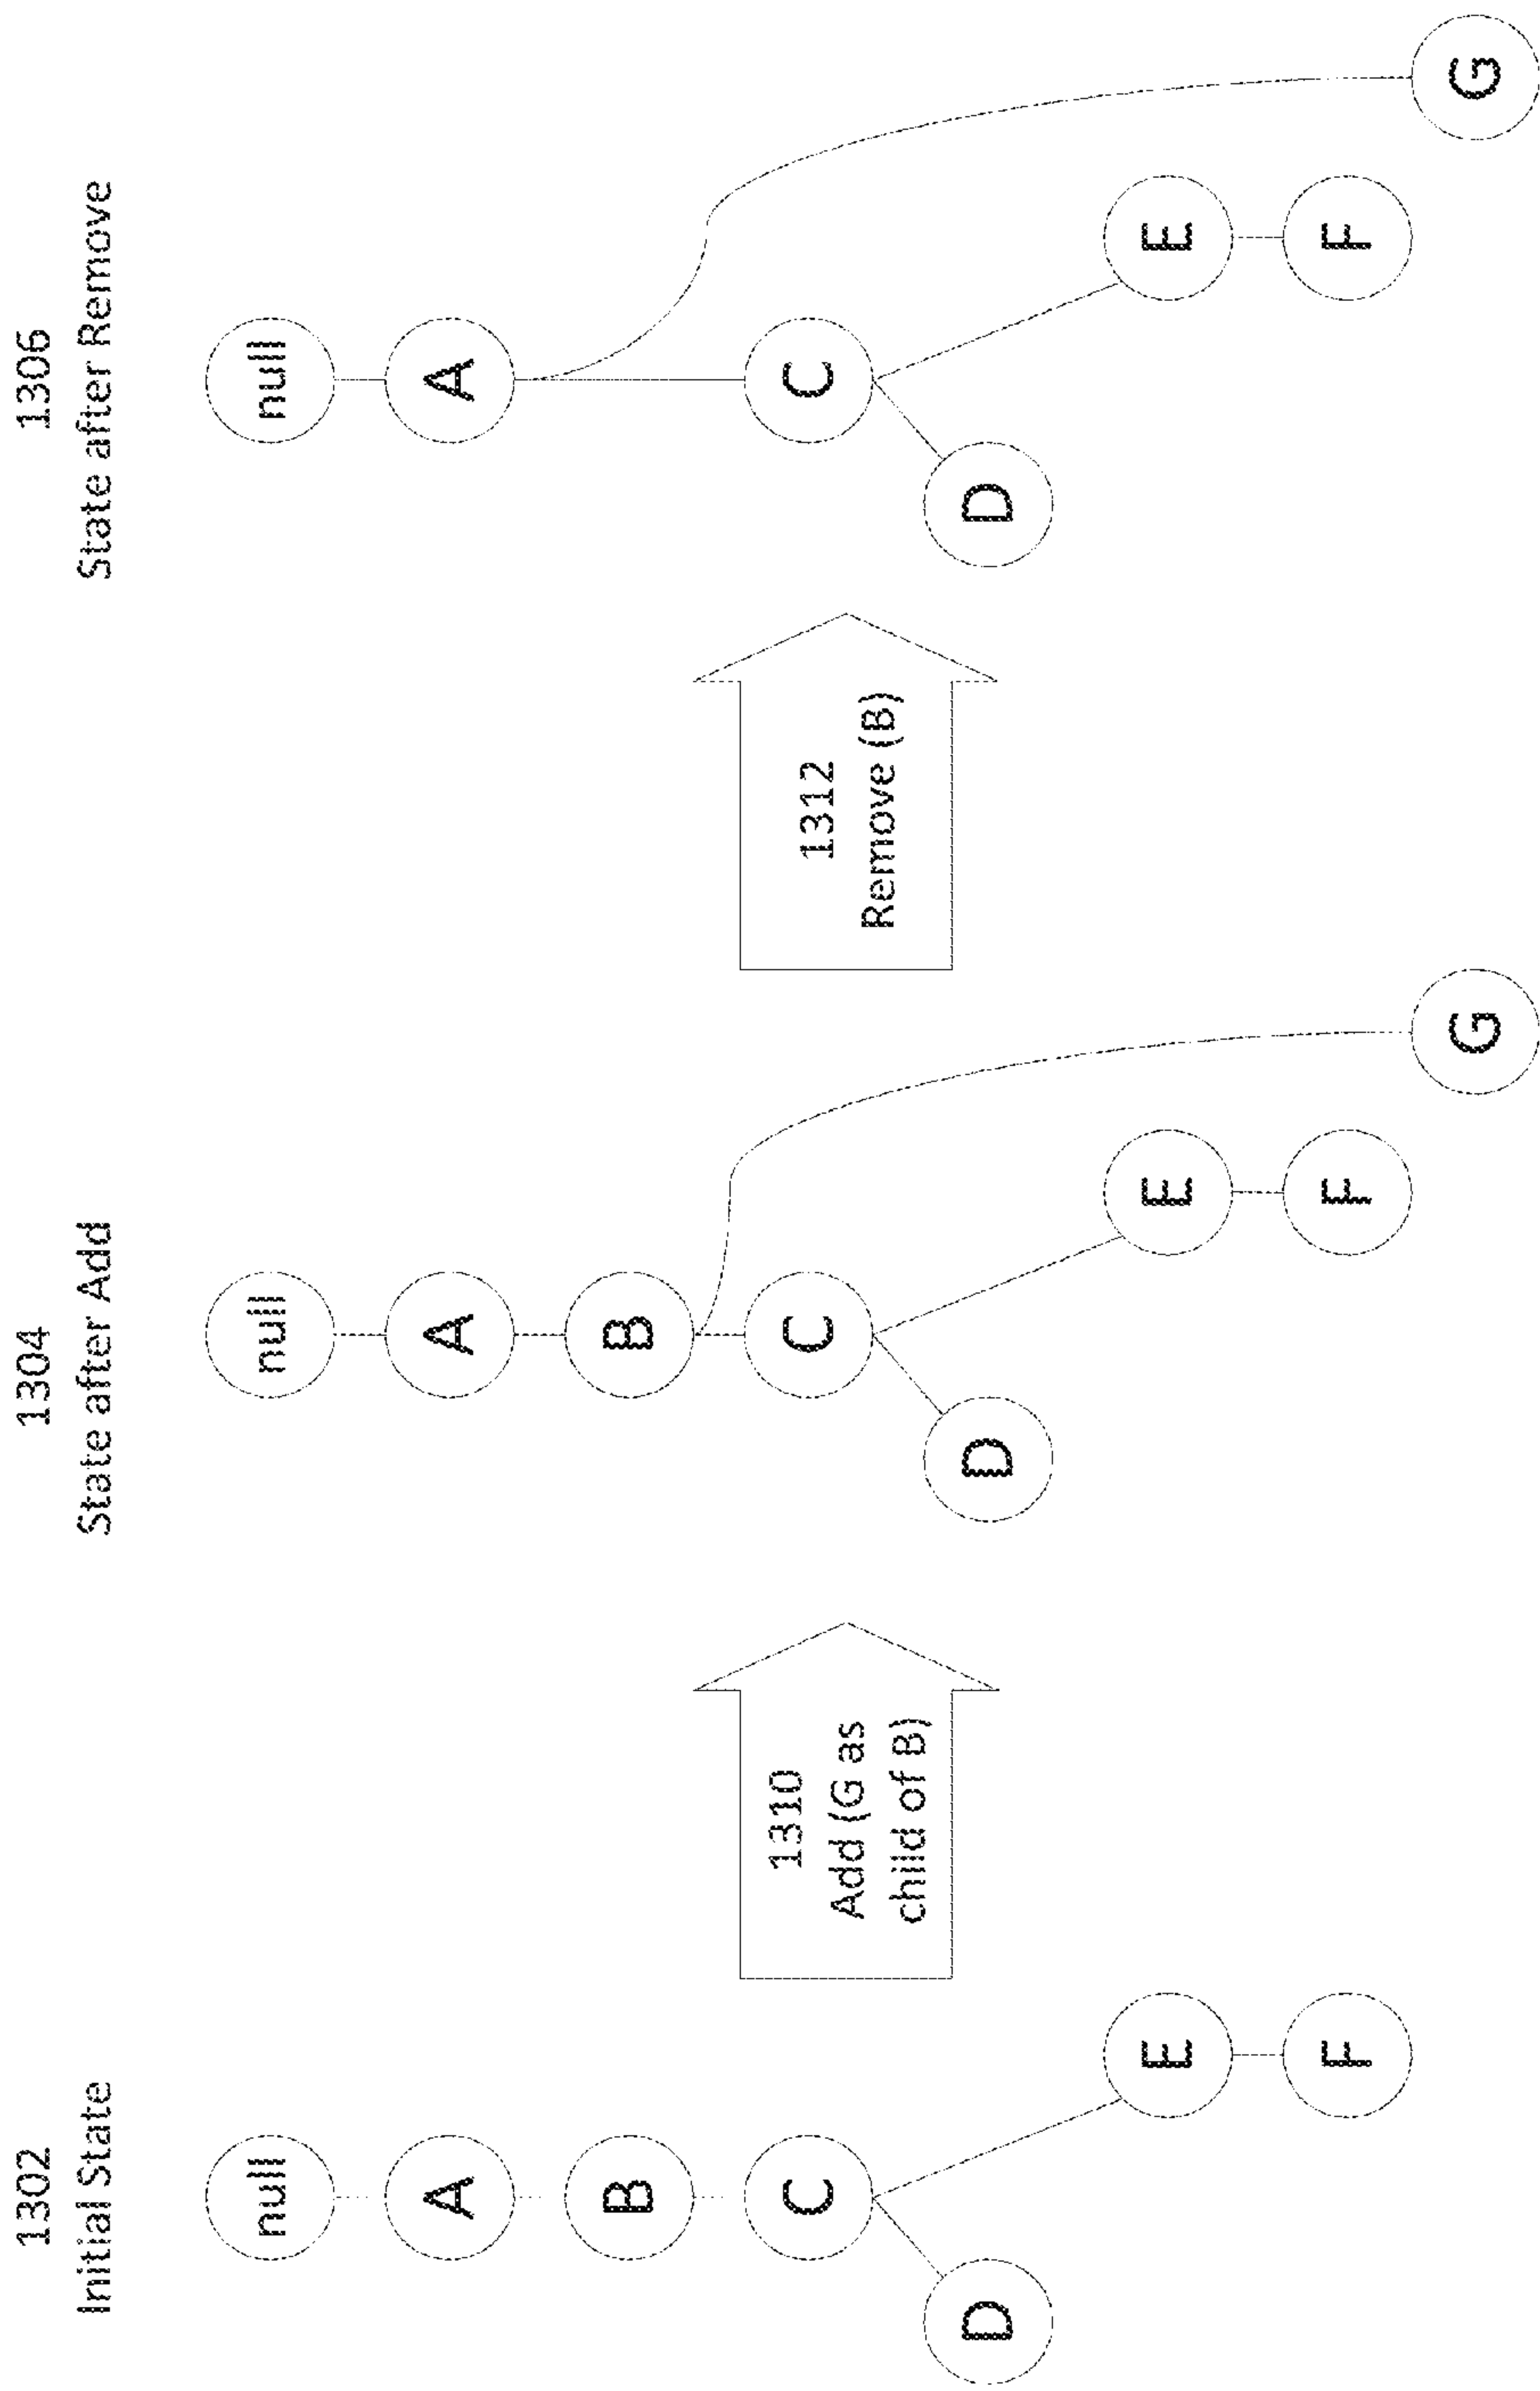 1302
Initial State
null
A
B
C
D
E
F
1310
Add (G as
child of B)
1304
State after Add
null
A
B
C
D
E
F
G
1312
Remove (B)
1306
State after Remove
null
A
C
D
E
F
G